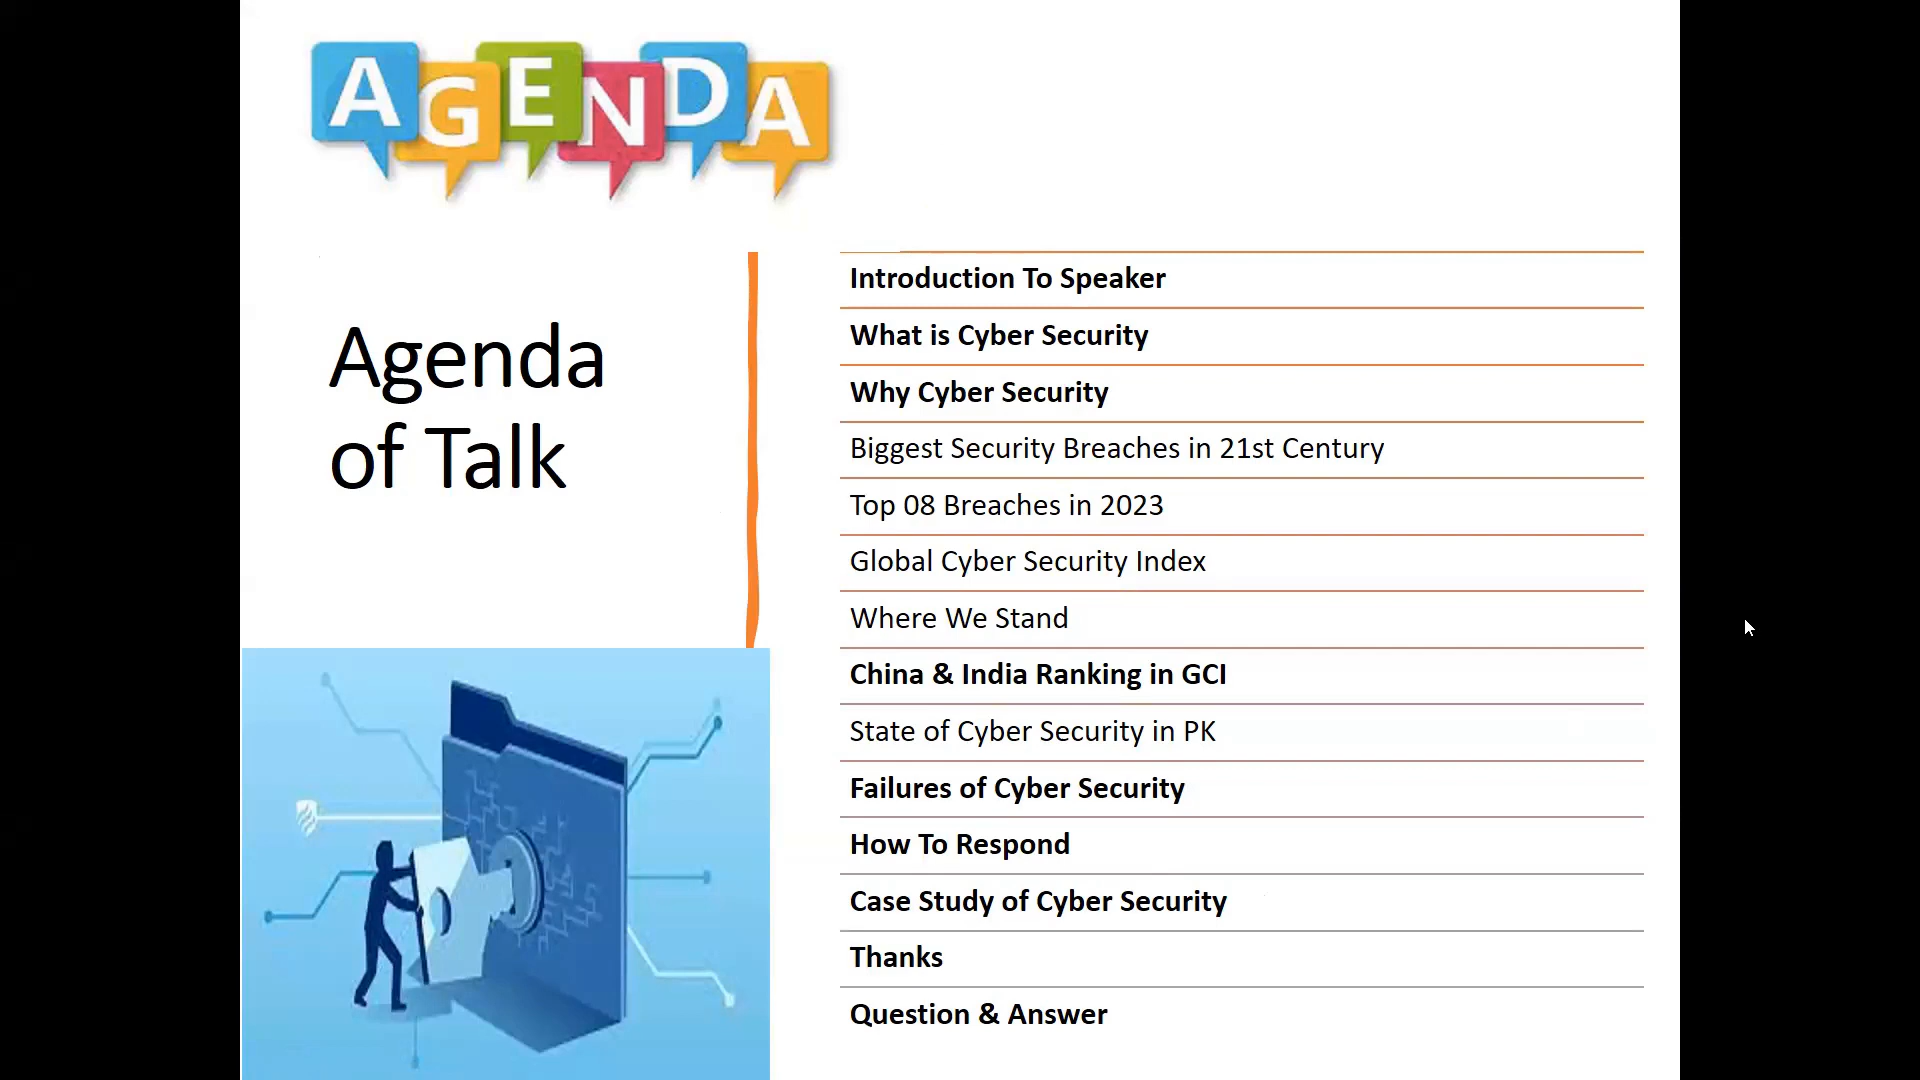 AGENDA
Agenda
of Talk
Introduction To Speaker
What is Cyber Security
Why Cyber Security
Biggest Security Breaches in 21st Century
Top 08 Breaches in 2023
Global Cyber Security Index
Where We Stand
China & India Ranking in GCI
State of Cyber Security in PK
Failures of Cyber Security
How To Respond
Case Study of Cyber Security
Thanks
Question & Answer